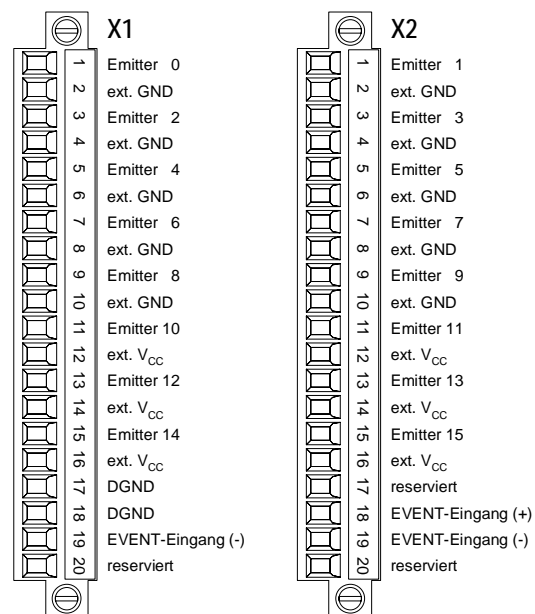 X1
1 Emitter 0
2 ext. GND
3 Emitter 2
4 ext. GND
5 Emitter 4
6 ext. GND
7 Emitter 6
8 ext. GND
9 Emitter 8
10 ext. GND
11 Emitter 10
12 ext. VCC
13 Emitter 12
14 ext. VCC
15 Emitter 14
16 ext. VCC
17 DGND
18 DGND
19 EVENT-Eingang (-)
20 reserviert
X2
1 Emitter 1
2 ext. GND
3 Emitter 3
4 ext. GND
5 Emitter 5
6 ext. GND
7 Emitter 7
8 ext. GND
9 Emitter 9
10 ext. GND
11 Emitter 11
12 ext. VCC
13 Emitter 13
14 ext. VCC
15 Emitter 15
16 ext. VCC
17 reserviert
18 EVENT-Eingang (+)
19 EVENT-Eingang (-)
20 reserviert